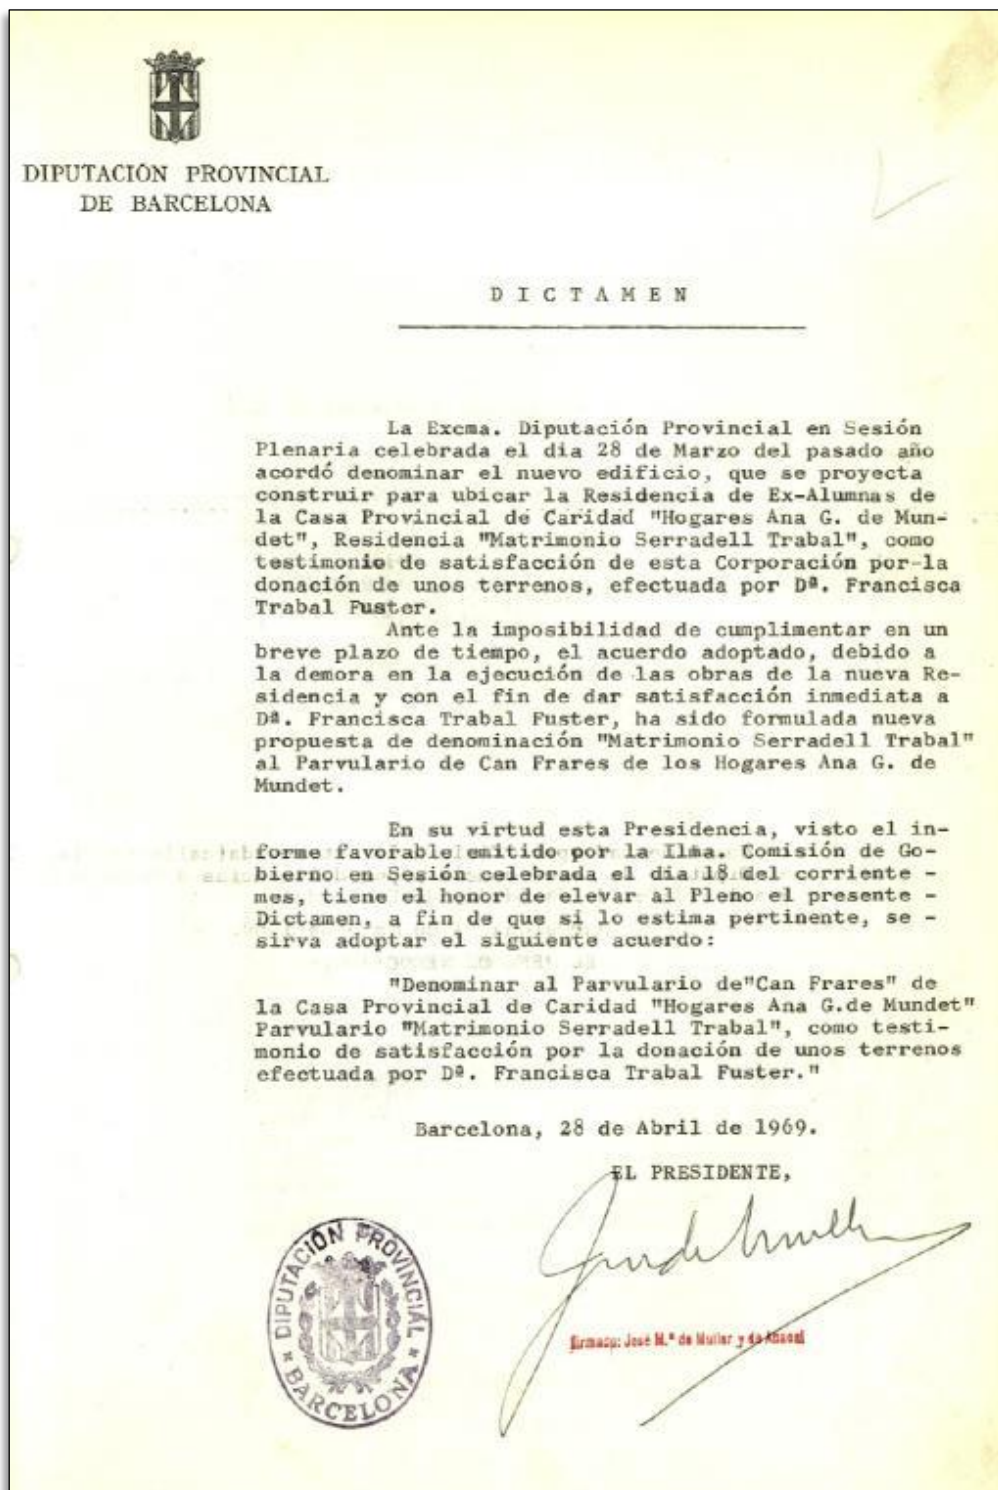 DIPUTACIÓN PROVINCIAL
DE BARCELONA
DICTAMEN
La Excma. Diputación Provincial en Sesión
Plenaria celebrada el dia 28 de Marzo del pasado año
acordó denominar el nuevo edificio, que se proyecta
construir para ubicar la Residencia de Ex-Alumnas de
la Casa Provincial de Caridad "Hogares Ana G. de Mun-
det", Residencia "Matrimonio Serradell Trabal", como
testimonio de satisfacción de esta Corporación por-la
donación de unos terrenos, efectuada por Dª. Francisca
Trabal Fuster.
Ante la imposibilidad de cumplimentar en un
breve plazo de tiempo, el acuerdo adoptado, debido a
la demora en la ejecución de las obras de la nueva Re-
sidencia y con el fin de dar satisfacción inmediata a
Dª. Francisca Trabal Fuster, ha sido formulada nueva
propuesta de denominación "Matrimonio Serradell Trabal"
al Parvulario de Can Frares de los Hogares Ana G. de
Mundet.
En su virtud esta Presidencia, visto el in-
forme favorable emitido por la Ilma. Comisión de Go-
bierno en Sesión celebrada el dia 18 del corriente -
mes, tiene el honor de elevar al Pleno el presente -
Dictamen, a fin de que si lo estima pertinente, se -
sirva adoptar el siguiente acuerdo:
"Denominar al Parvulario de"Can Frares" de
la Casa Provincial de Caridad "Hogares Ana G.de Mundet"
Parvulario "Matrimonio Serradell Trabal", como testi-
monio de satisfacción por la donación de unos terrenos
efectuada por Dª. Francisca Trabal Fuster."
Barcelona, 28 de Abril de 1969.
EL PRESIDENTE,
DIPUTACIÓN PROVINCIAL
BARCELONA
firmado: José M.ª de Muller y de